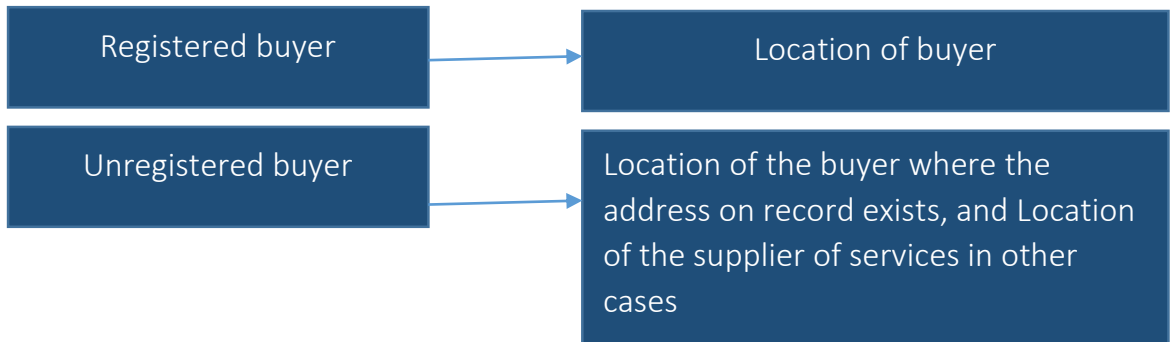 Registered buyer
Location of buyer
Unregistered buyer
Location of the buyer where the
address on record exists, and Location
of the supplier of services in other
cases